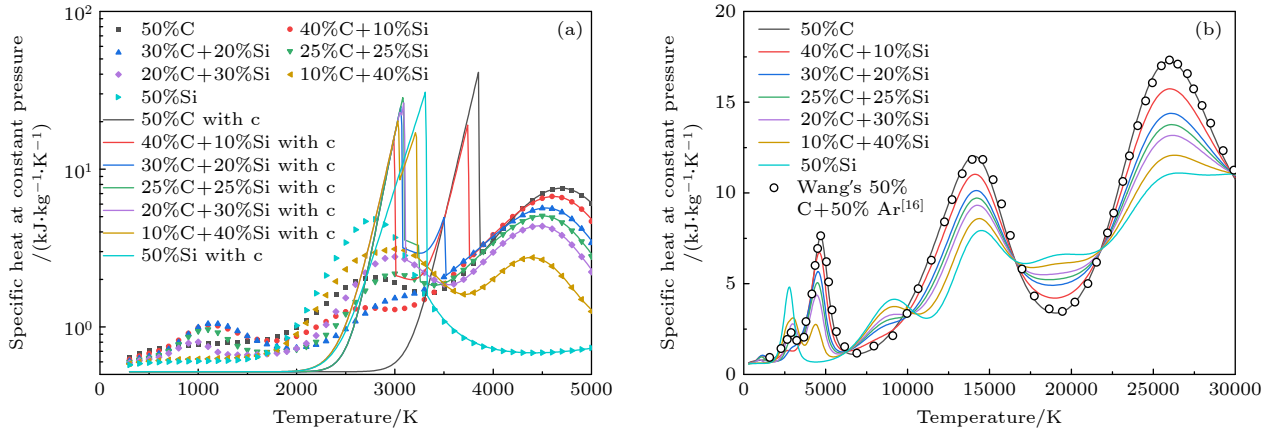 (a)
50%C
40%C+10%Si
30%C+20%Si
25%C+25%Si
20%C+30%Si
10%C+40%Si
50%Si
50%C with c
40%C+10%Si with c
30%C+20%Si with c
25%C+25%Si with c
20%C+30%Si with c
10%C+40%Si with c
50%Si with c
10²
10¹
10⁰
Specific heat at constant pressure
/(kJ·kg⁻¹·K⁻¹)
0 1000 2000 3000 4000 5000
Temperature/K
(b)
50%C
40%C+10%Si
30%C+20%Si
25%C+25%Si
20%C+30%Si
10%C+40%Si
50%Si
Wang's 50%
C+50% Ar[16]
20
15
10
5
0
Specific heat at constant pressure
/(kJ·kg⁻¹·K⁻¹)
5000 10000 15000 20000 25000 30000
Temperature/K